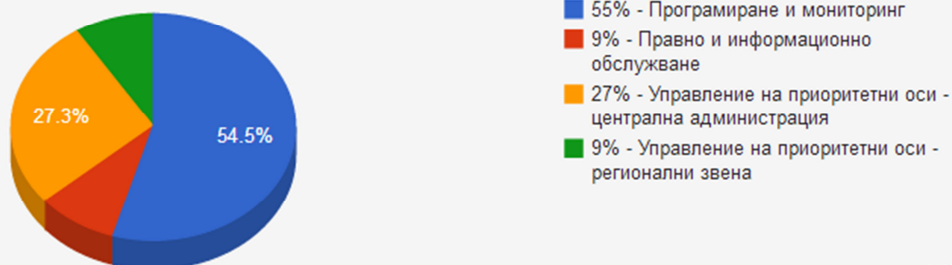 27.3%
54.5%
55% - Програмиране и мониторинг
9% - Правно и информационно
обслужване
27% - Управление на приоритетни оси -
централна администрация
9% - Управление на приоритетни оси -
регионални звена